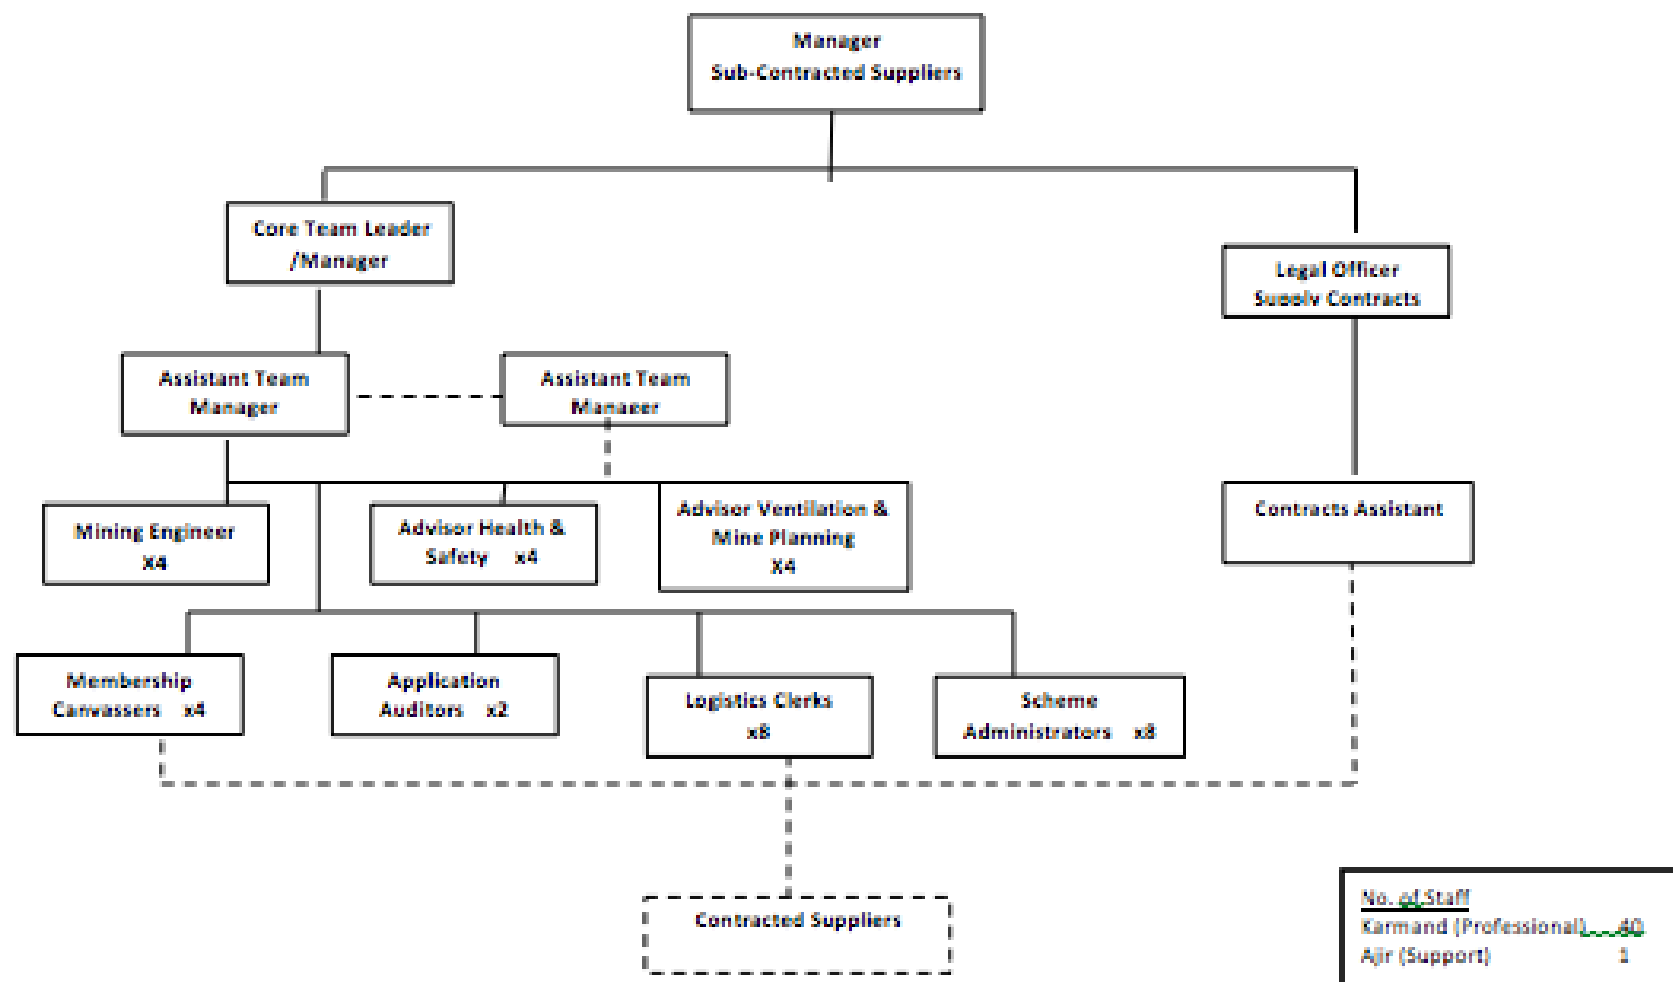 Manager
Sub-Contracted Suppliers
Core Team Leader
/Manager
Legal Officer
Supply Contracts
Assistant Team
Manager
Assistant Team
Manager
Mining Engineer
X4
Advisor Health &
Safety x4
Advisor Ventilation &
Mine Planning
X4
Contracts Assistant
Membership
Canvassers x4
Application
Auditors x2
Logistics Clerks
x8
Scheme
Administrators x8
Contracted Suppliers
No. of Staff
Karmand (Professional) 40
Ajir (Support) 1